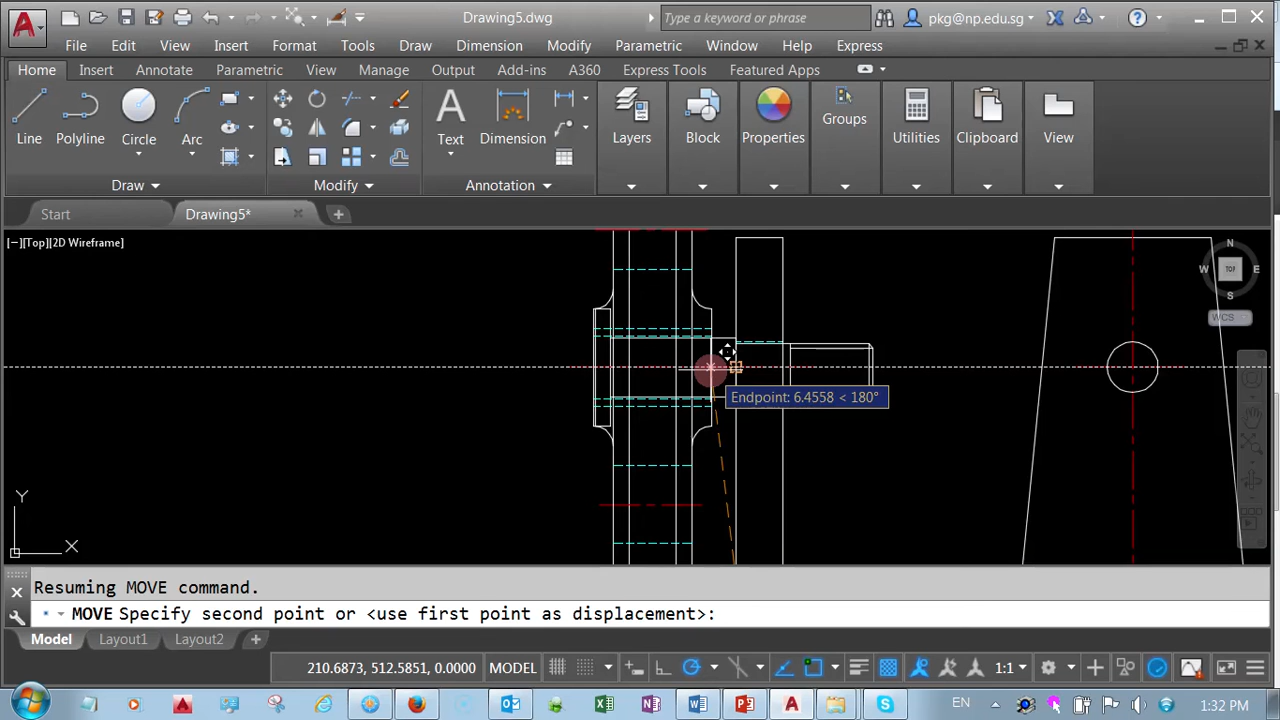 Drawing5.dwg
Type a keyword or phrase
pkg@np.edu.sg
File Edit View Insert Format Tools Draw Dimension Modify Parametric Window Help Express
Home Insert Annotate Parametric View Manage Output Add-ins A360 Express Tools Featured Apps
Line Polyline Circle Arc Text Dimension Layers Block Properties Groups Utilities Clipboard View
Draw Modify Annotation
Start Drawing5*
[−][Top][2D Wireframe]
N
W TOP E
S
WCS
Endpoint: 6.4558 < 180°
Y
X
Resuming MOVE command.
MOVE Specify second point or <use first point as displacement>:
Model Layout1 Layout2
210.6873, 512.5851, 0.0000 MODEL 1:1
EN 1:32 PM